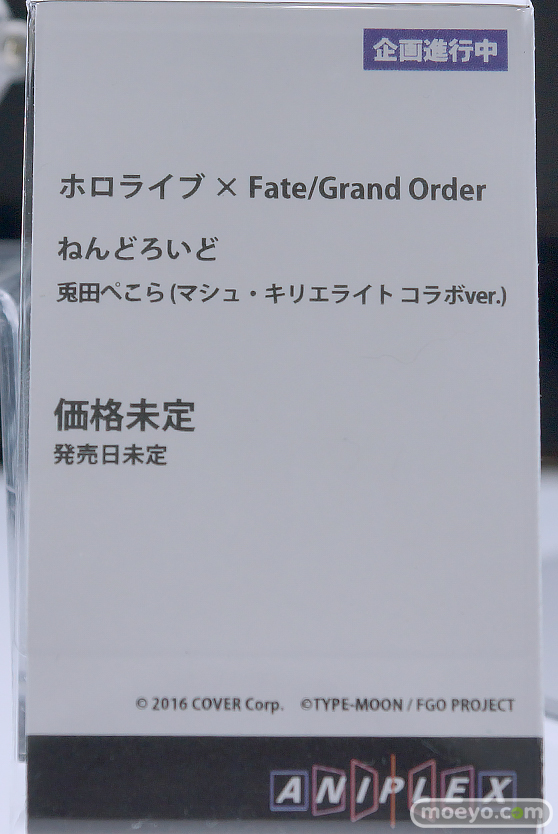 企画進行中
ホロライブ × Fate/Grand Order
ねんどろいど
兎田ぺこら(マシュ・キリエライト コラボver.)
価格未定
発売日未定
© 2016 COVER Corp. ©TYPE-MOON / FGO PROJECT
ANIPLEX
moeyo.com